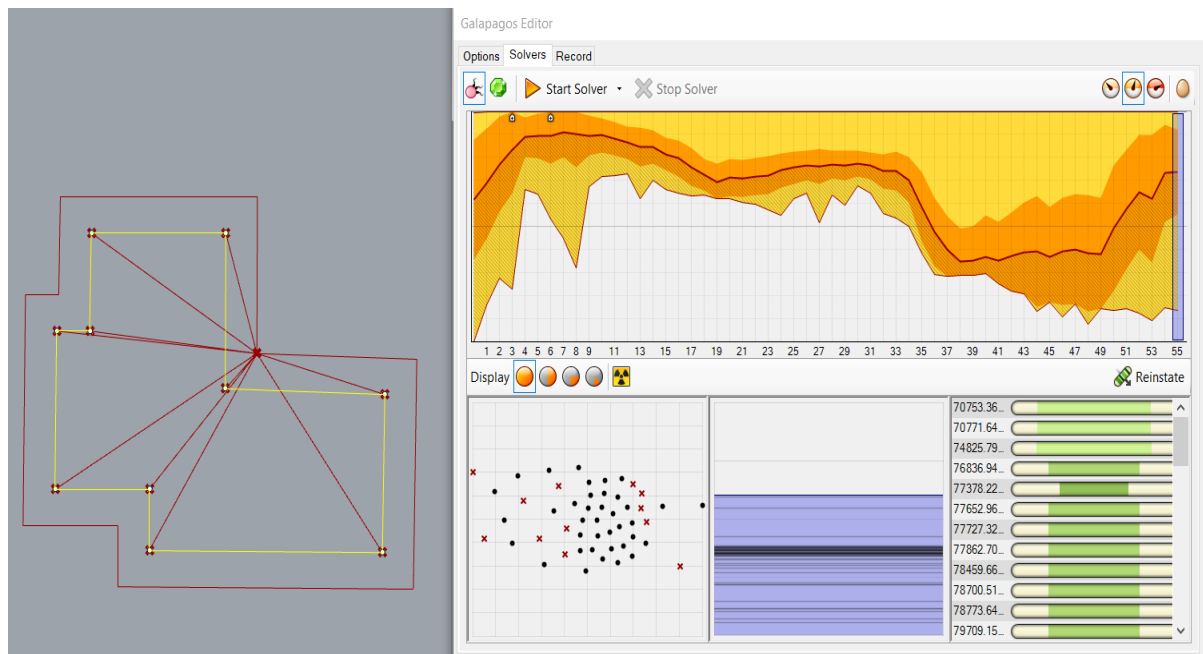 Galapagos Editor
Options Solvers Record
Start Solver Stop Solver
1 2 3 4 5 6 7 8 9 11 13 15 17 19 21 23 25 27 29 31 33 35 37 39 41 43 45 47 49 51 53 55
Display Reinstate
70753.36...
70771.64...
74825.79...
76836.94...
77378.22...
77652.96...
77727.32...
77862.70...
78459.66...
78700.51...
78773.64...
79709.15...